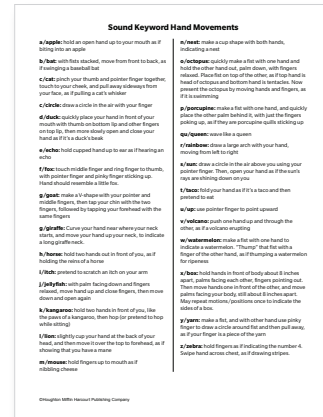 Sound Keyword Hand Movements
a/apple: hold an open hand up to your mouth as if
biting into an apple
b/bat: with fists stacked, move from front to back, as
if swinging a baseball bat
c/cat: pinch your thumb and pointer finger together,
touch to your cheek, and pull away sideways from
your face, as if pulling a cat's whisker
c/circle: draw a circle in the air with your finger
d/duck: quickly place your hand in front of your
mouth with thumb on bottom lip and other fingers
on top lip, then more slowly open and close your
hand as if it's a duck's beak
e/echo: hold cupped hand up to ear as if hearing an
echo
f/fox: touch middle finger and ring finger to thumb,
with pointer finger and pinky finger sticking up.
Hand should resemble a little fox.
g/goat: make a V-shape with your pointer and
middle fingers, then tap your chin with the two
fingers, followed by tapping your forehead with the
same fingers
g/giraffe: Curve your hand near where your neck
starts, and move your hand up your neck, to indicate
a long giraffe neck.
h/horse: hold two hands out in front of you, as if
holding the reins of a horse
i/itch: pretend to scratch an itch on your arm
j/jellyfish: with palm facing down and fingers
relaxed, move hand up and close fingers, then move
down and open again
k/kangaroo: hold two hands in front of you, like
the paws of a kangaroo, then hop (or pretend to hop
while sitting)
l/lion: slightly cup your hand at the back of your
head, and then move it over the top to forehead, as if
showing that you have a mane
m/mouse: hold fingers up to mouth as if
nibbling cheese
n/nest: make a cup shape with both hands,
indicating a nest
o/octopus: quickly make a fist with one hand and
hold the other hand out, palm down, with fingers
relaxed. Place fist on top of the other, as if top hand is
head of octopus and bottom hand is tentacles. Now
present the octopus by moving hands and fingers, as
if it is swimming
p/porcupine: make a fist with one hand, and quickly
place the other palm behind it, with just the fingers
poking up, as if they are porcupine quills sticking up
qu/queen: wave like a queen
r/rainbow: draw a large arch with your hand,
moving from left to right
s/sun: draw a circle in the air above you using your
pointer finger. Then, open your hand as if the sun's
rays are shining down on you
t/taco: fold your hand as if it's a taco and then
pretend to eat
u/up: use pointer finger to point upward
v/volcano: push one hand up and through the
other, as if a volcano erupting
w/watermelon: make a fist with one hand to
indicate a watermelon. "Thump" that fist with a
finger of the other hand, as if thumping a watermelon
for ripeness
x/box: hold hands in front of body about 8 inches
apart, palms facing each other, fingers pointing out.
Then move hands one in front of the other, and move
palms facing your body, still about 8 inches apart.
May repeat motions/positions once to indicate the
sides of a box.
y/yarn: make a fist, and with other hand use pinky
finger to draw a circle around fist and then pull away,
as if your finger is a piece of the yarn
z/zebra: hold fingers as if indicating the number 4.
Swipe hand across chest, as if drawing stripes.
©Houghton Mifflin Harcourt Publishing Company